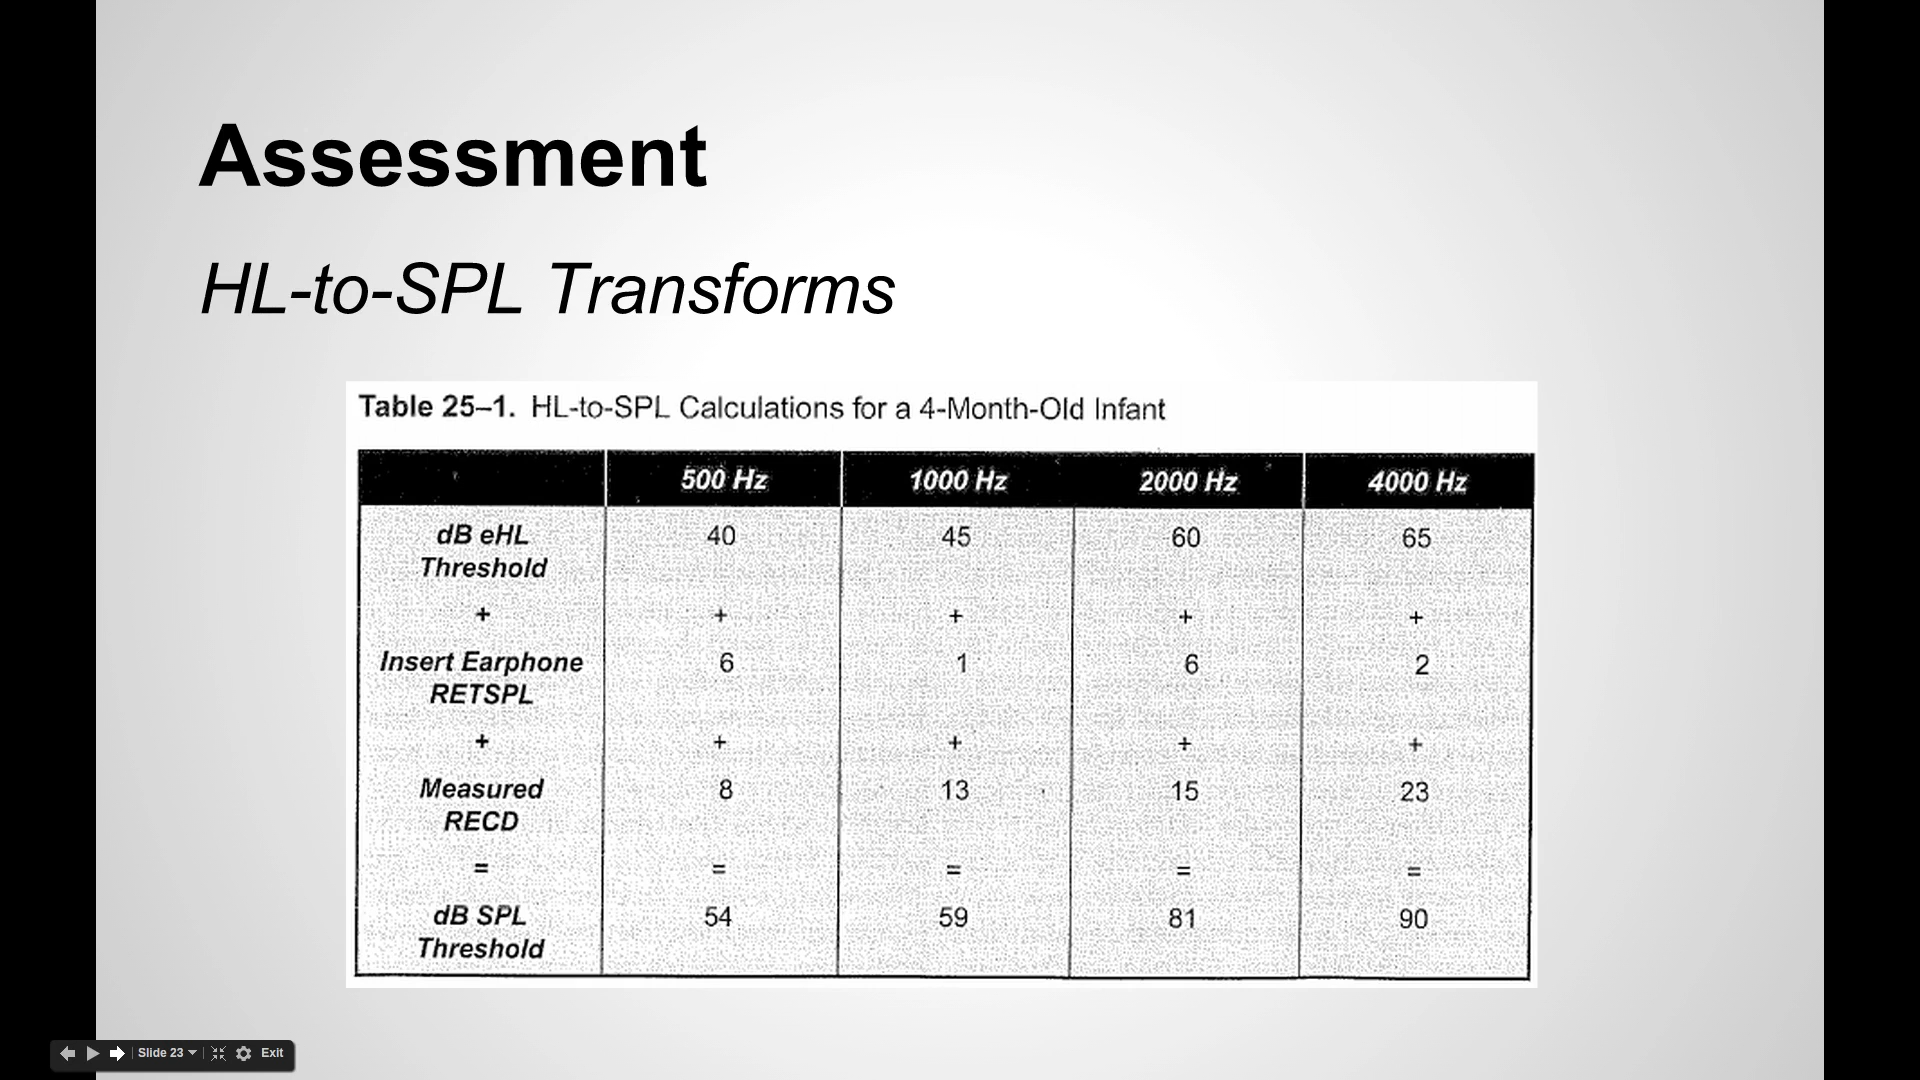 Assessment
HL-to-SPL Transforms
Table 25–1. HL-to-SPL Calculations for a 4-Month-Old Infant
500 Hz 1000 Hz 2000 Hz 4000 Hz
dB eHL 40 45 60 65
Threshold
+ + + + +
Insert Earphone 6 1 6 2
RETSPL
+ + + + +
Measured 8 13 15 23
RECD
= = = = =
dB SPL 54 59 81 90
Threshold
Slide 23 Exit